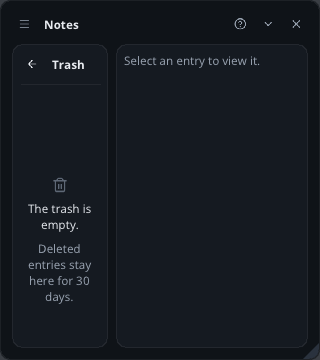 Notes
Trash
The trash is
empty.
Deleted
entries stay
here for 30
days.
Select an entry to view it.